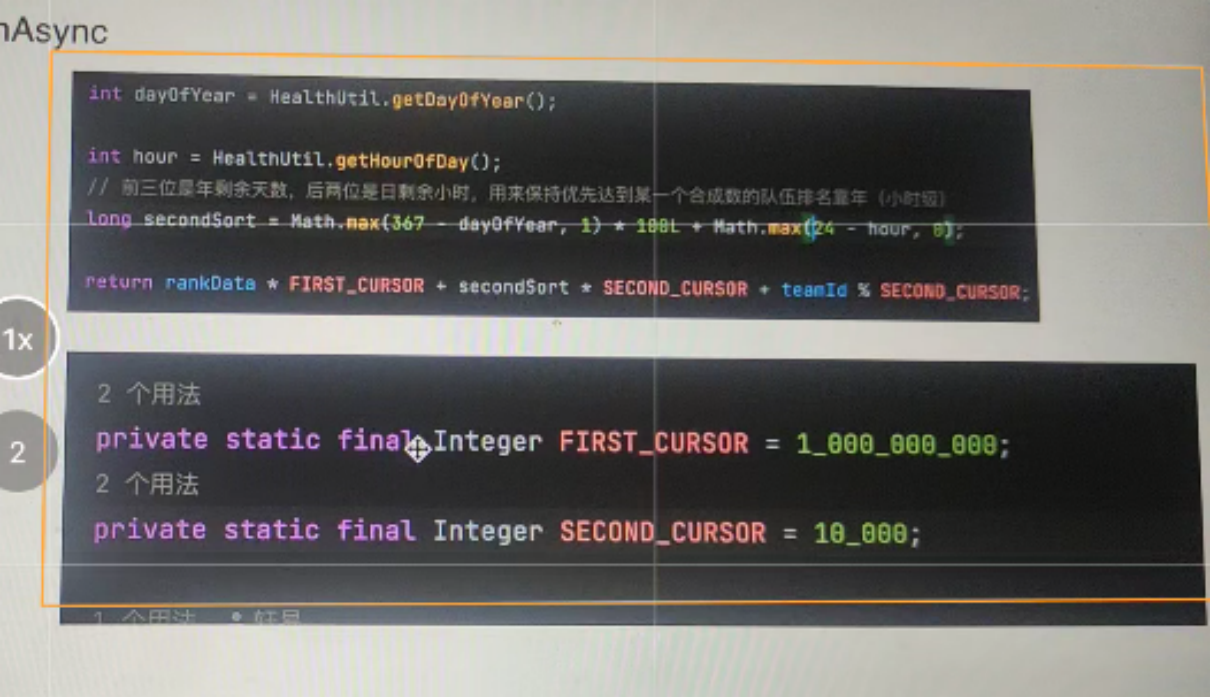 nAsync
int dayOfYear = HealthUtil.getDayOfYear();
int hour = HealthUtil.getHourOfDay();
// 前三位是年剩余天数，后两位是日剩余小时，用来保持优先达到某一个合成数的队伍排名靠年（小时级）
long secondSort = Math.max(367 - dayOfYear, 1) * 100L + Math.max(24 - hour, 0);
return rankData * FIRST_CURSOR + secondSort * SECOND_CURSOR + teamId % SECOND_CURSOR;
1x
2 个用法
private static final Integer FIRST_CURSOR = 1_000_000_000;
2
2 个用法
private static final Integer SECOND_CURSOR = 10_000;
1 个用法